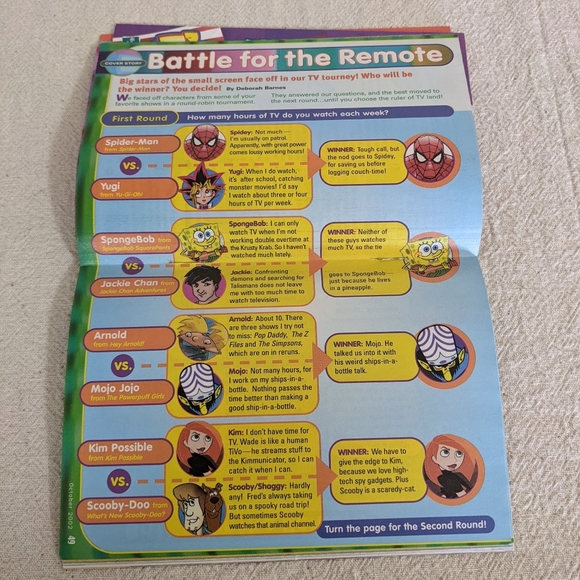 COVER STORY
Battle for the Remote
Big stars of the small screen face off in our TV tourney! Who will be
the winner? You decide! By Deborah Barnes
We faced off characters from some of your
favorite shows in a round-robin tournament.
They answered our questions, and the best moved to
the next round...until you choose the ruler of TV land!
First Round
How many hours of TV do you watch each week?
Spider-Man
from Spider-Man
vs.
Yugi
from Yu-Gi-Oh!
Spidey: Not much—
I'm usually on patrol.
Apparently, with great power
comes lousy working hours!
Yugi: When I do watch,
it's after school, catching
monster movies! I'd say
I watch about three or four
hours of TV per week.
WINNER: Tough call, but
the nod goes to Spidey,
for saving us before
logging couch-time!
SpongeBob from
SpongeBob SquarePants
vs.
Jackie Chan from
Jackie Chan Adventures
SpongeBob: I can only
watch TV when I'm not
working double overtime at
the Krusty Krab. So I haven't
watched much lately.
Jackie: Confronting
demons and searching for
Talismans does not leave
me with too much time to
watch television.
WINNER: Neither of
these guys watches
much TV, so the tie
goes to SpongeBob
just because he lives
in a pineapple.
Arnold
from Hey Arnold!
vs.
Mojo Jojo
from The Powerpuff Girls
Arnold: About 10. There
are three shows I try not
to miss: Pop Daddy, The Z
Files and The Simpsons,
which are on in reruns.
Mojo: Not many hours, for
I work on my ships-in-a-
bottle. Nothing passes the
time better than making a
good ship-in-a-bottle.
WINNER: Mojo. He
talked us into it with
his weird ships-in-a-
bottle talk.
Kim Possible
from Kim Possible
vs.
Scooby-Doo from
What's New Scooby-Doo?
Kim: I don't have time for
TV. Wade is like a human
TiVo—he streams stuff to
the Kimmunicator, so I can
catch it when I can.
Scooby/Shaggy: Hardly
any! Fred's always taking
us on a spooky road trip!
But sometimes Scooby
watches that animal channel.
WINNER: We have to
give the edge to Kim,
because we love high-
tech spy gadgets. Plus
Scooby is a scaredy-cat.
Turn the page for the Second Round!
October 2002 49